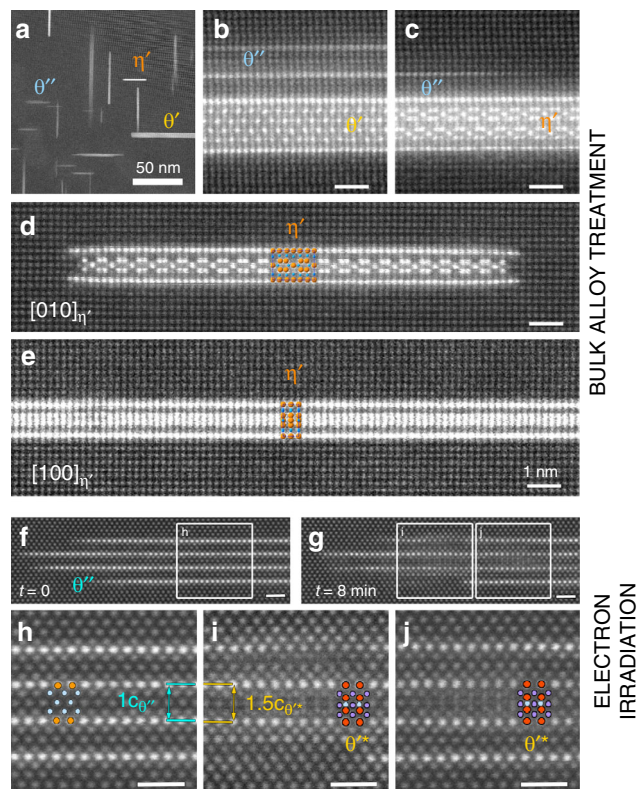 a
η′
θ″
θ′
50 nm
b
θ″
c
θ″
η′
d
η′
[010]η′
e
η′
[100]η′
1 nm
BULK ALLOY TREATMENT
f
h
t = 0
θ″
g
i
j
t = 8 min
h
1cθ″
i
1.5cθ′*
θ′*
j
θ′*
ELECTRON
IRRADIATION